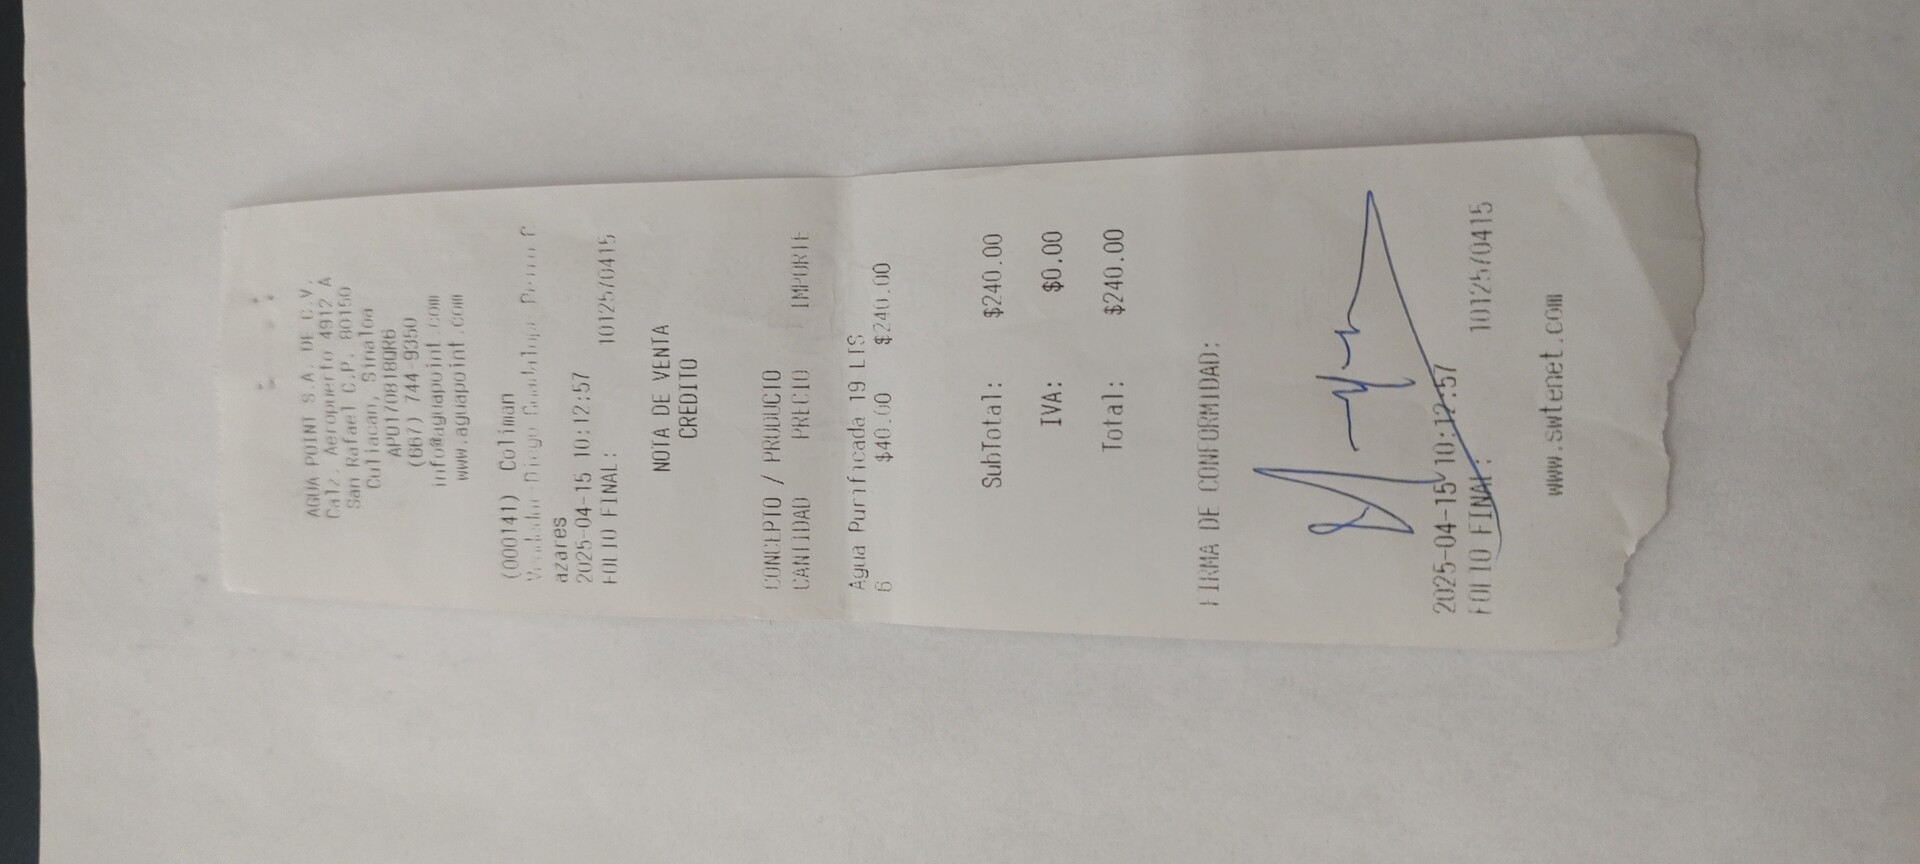 AGUA POINT S.A. DE C.V.
Calz. Aeropuerto 4912 A
San Rafael C.P. 80150
Culiacan, Sinaloa
(667) 744-9350
info@aguapoint.com
www.aguapoint.com
(000141) Coliman
Vendedor:Diego Guadalupe
azares
2025-04-15 10:12:57
FOLIO FINAL: 10125/0415
NOTA DE VENTA
CREDITO
CONCEPTO / PRODUCTO
CANTIDAD PRECIO IMPORTE
Agua Purificada 19 LTS
6 $40.00 $240.00
SubTotal: $240.00
IVA: $0.00
Total: $240.00
FIRMA DE CONFORMIDAD:
2025-04-15 10:12:57
FOLIO FINAL: 10125/0415
www.swtenet.com